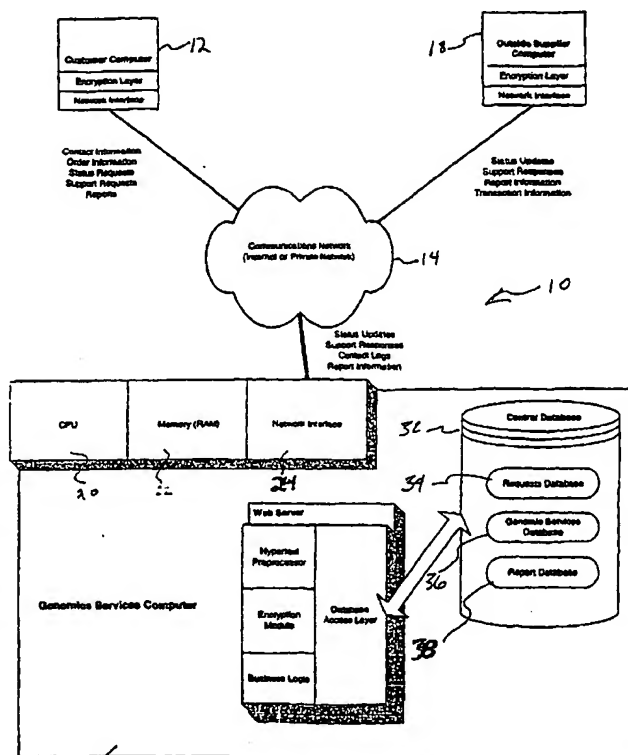 Customer Computer
12
Encryption Layer
Network Interface
18
Outside Supplier
Computer
Encryption Layer
Network Interface
Contact Information
Order Information
Status Requests
Support Requests
Reports
Status Updates
Support Responses
Report Information
Transaction Information
Communications Network
(Internet or Private Network)
14
10
Status Updates
Support Responses
Contact Logs
Report Information
CPU
Memory (RAM)
Network Interface
20
22
24
Central Database
32
34
Requests Database
Genomic Services
Database
36
Report Database
38
Web Server
Hypertext
Preprocessor
Encryption
Module
Business Logic
Database
Access Layer
Genomics Services Computer